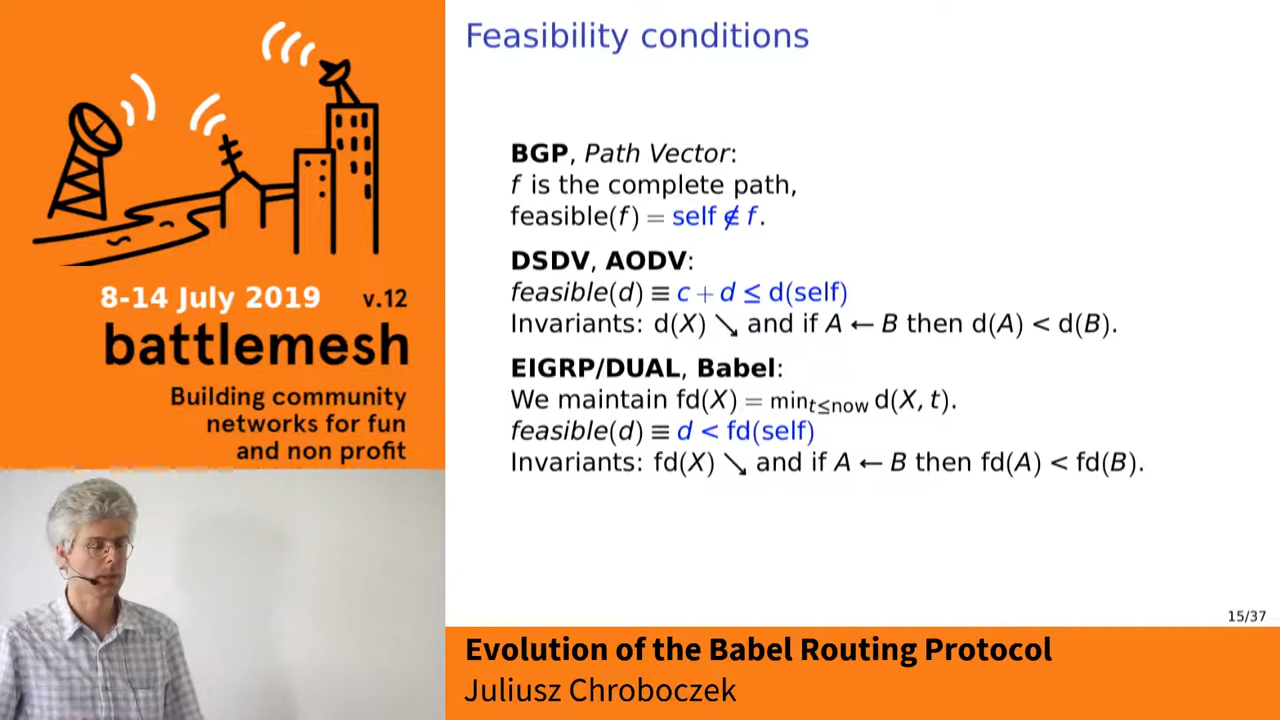 8-14 July 2019 v.12
battlemesh
Building community
networks for fun
and non profit
Feasibility conditions
BGP, Path Vector:
f is the complete path,
feasible(f) = self ∉ f.
DSDV, AODV:
feasible(d) ≡ c + d ≤ d(self)
Invariants: d(X) ↘ and if A ← B then d(A) < d(B).
EIGRP/DUAL, Babel:
We maintain fd(X) = min_{t≤now} d(X, t).
feasible(d) ≡ d < fd(self)
Invariants: fd(X) ↘ and if A ← B then fd(A) < fd(B).
15/37
Evolution of the Babel Routing Protocol
Juliusz Chroboczek